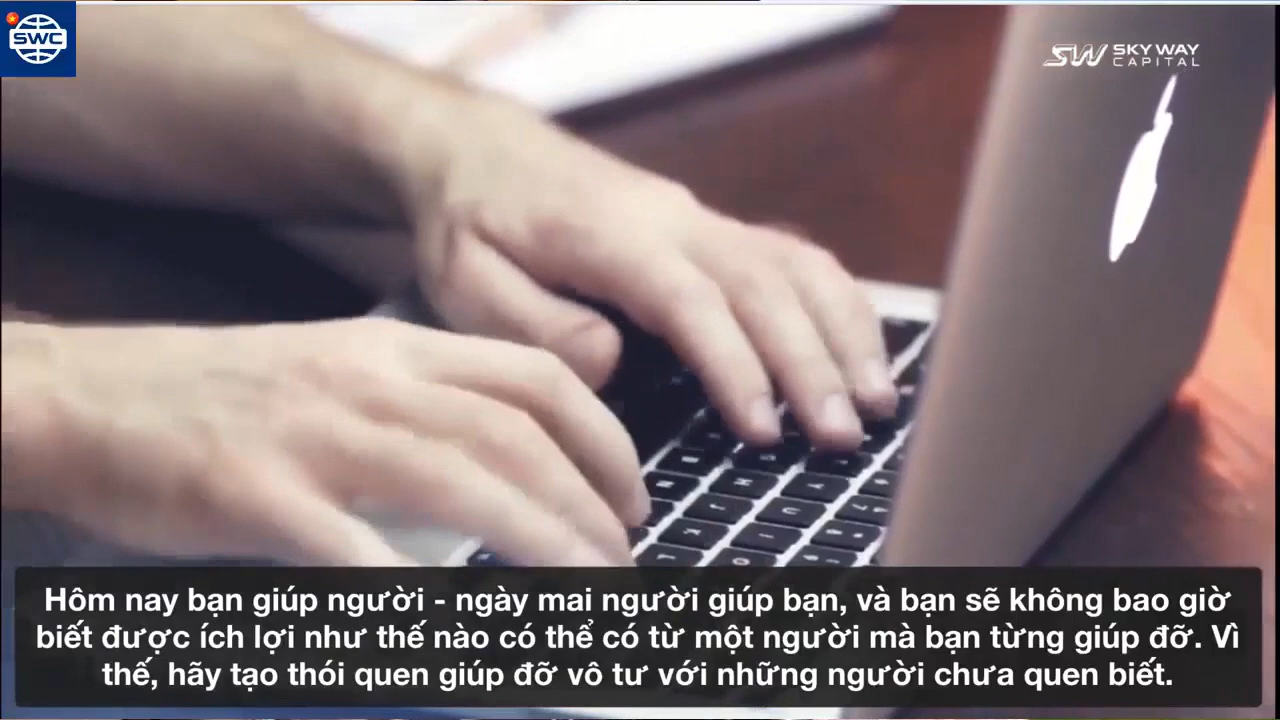 SWC
SW SKY WAY
CAPITAL
Hôm nay bạn giúp người - ngày mai người giúp bạn, và bạn sẽ không bao giờ
biết được ích lợi như thế nào có thể có từ một người mà bạn từng giúp đỡ. Vì
thế, hãy tạo thói quen giúp đỡ vô tư với những người chưa quen biết.